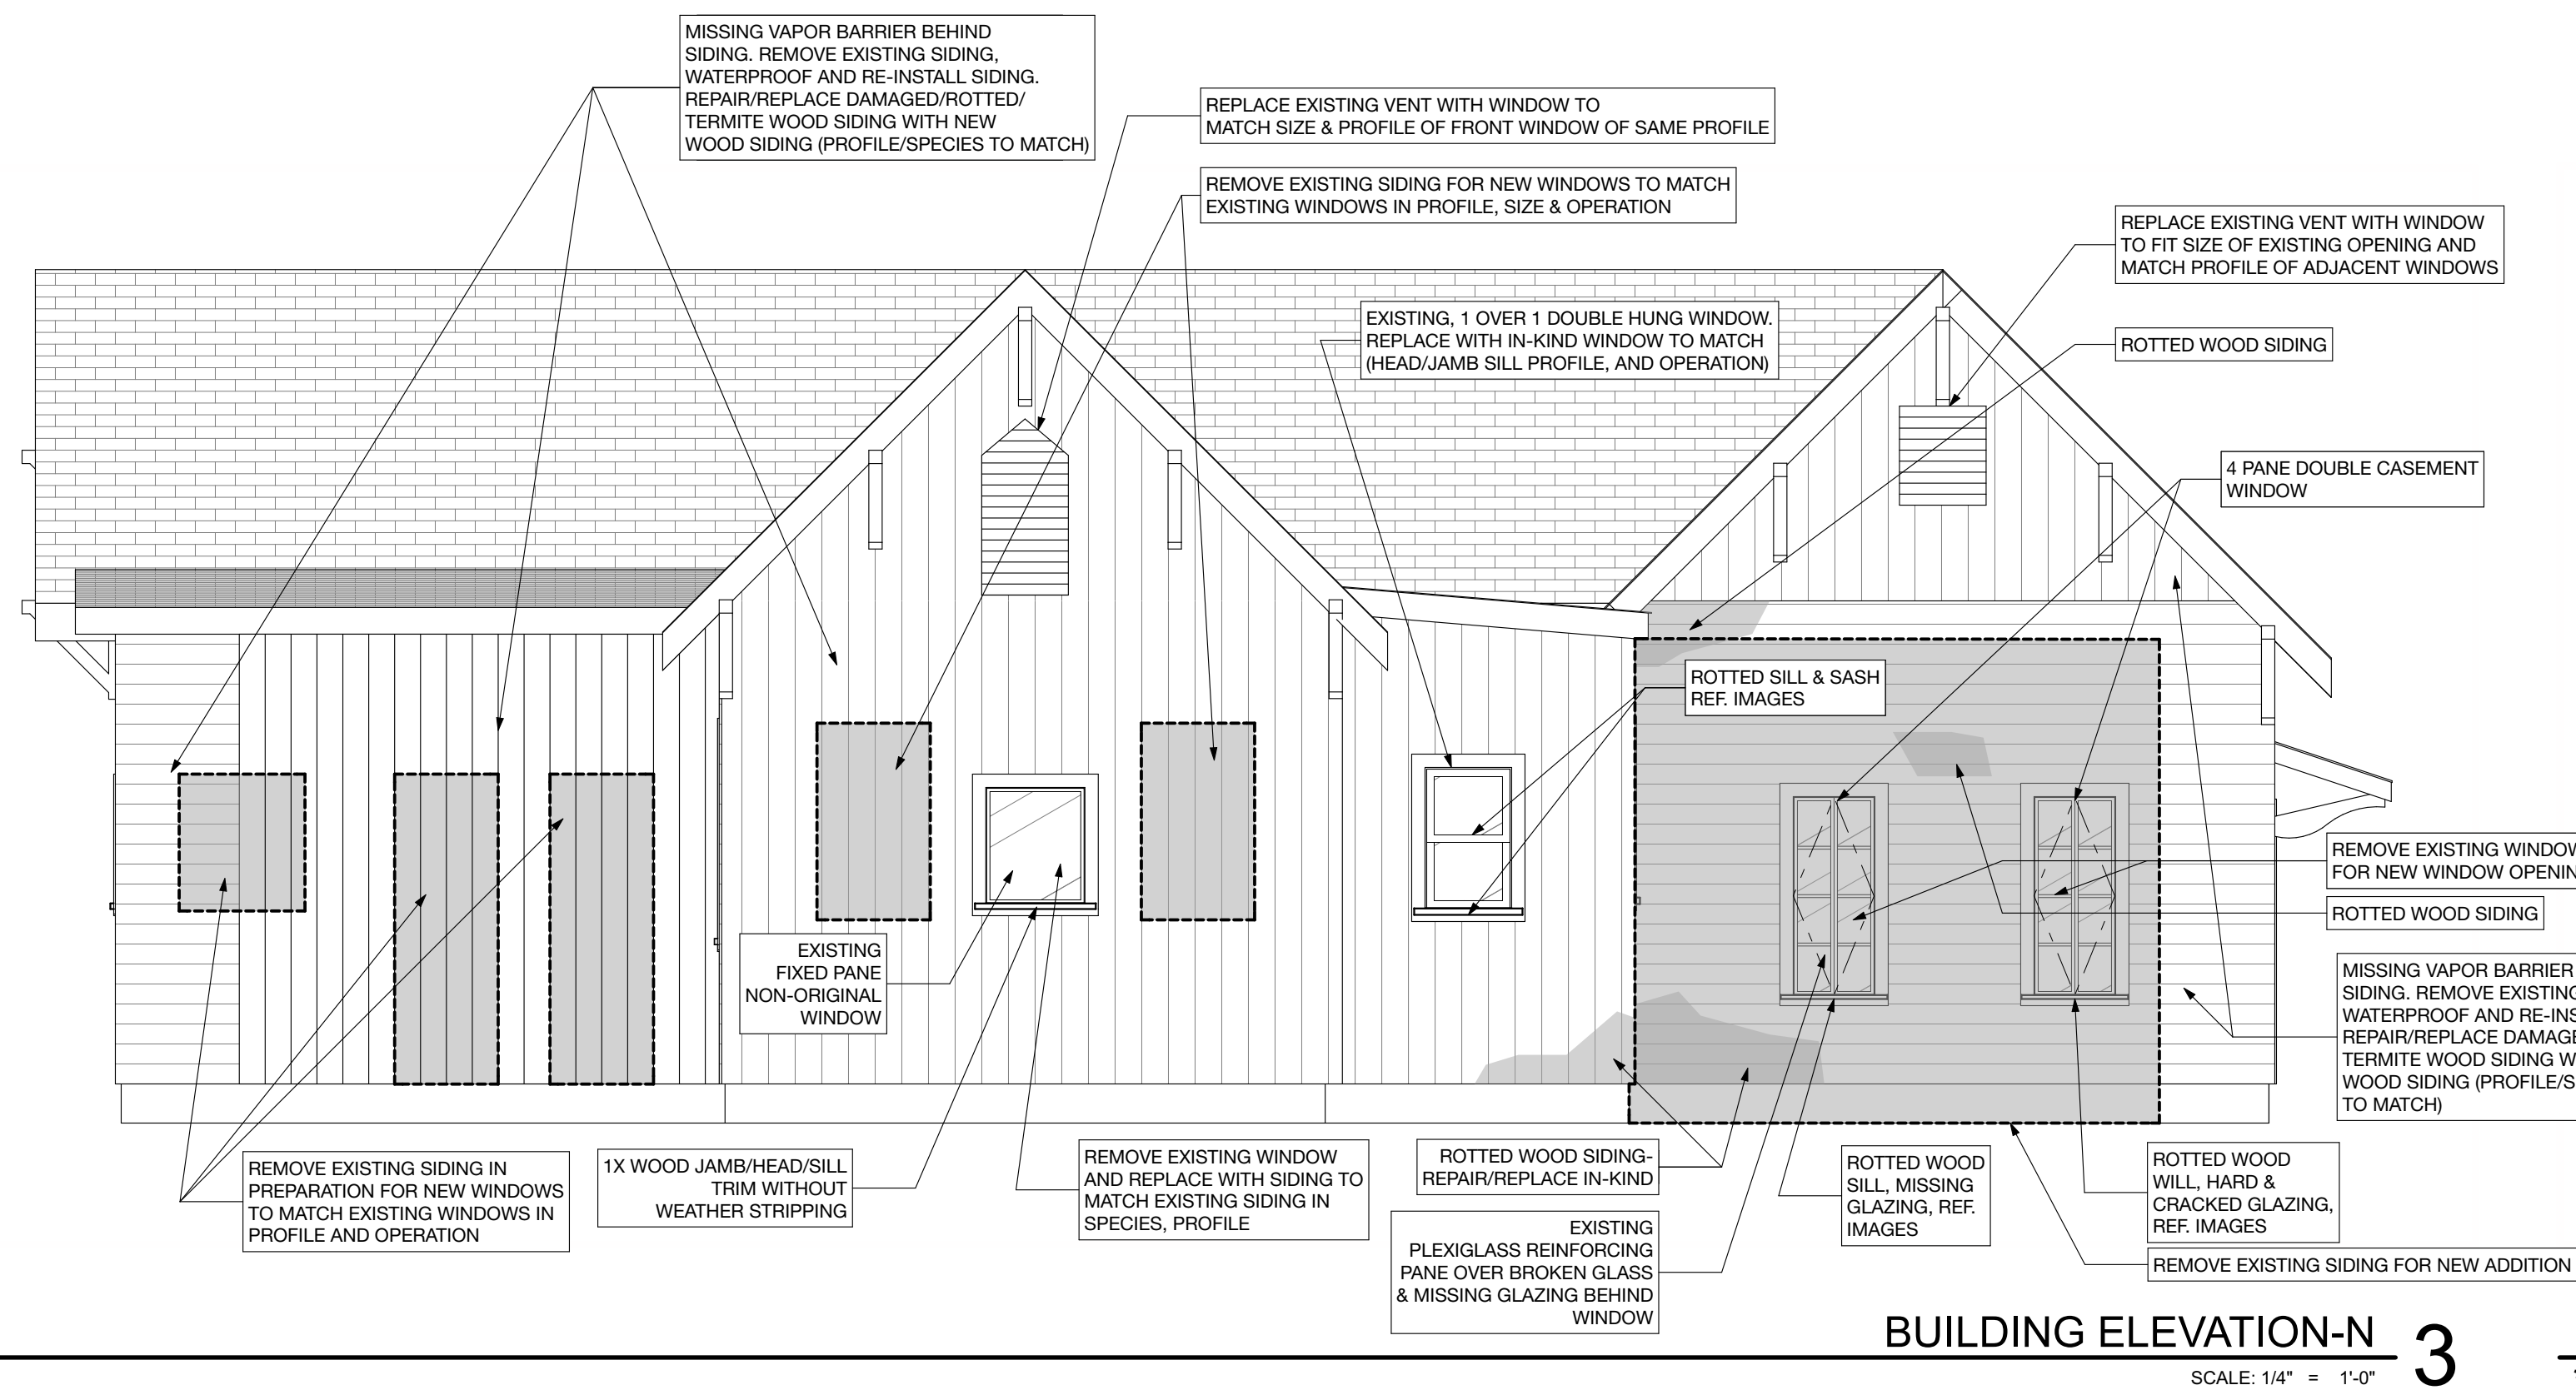 MISSING VAPOR BARRIER BEHIND
SIDING. REMOVE EXISTING SIDING,
WATERPROOF AND RE-INSTALL SIDING.
REPAIR/REPLACE DAMAGED/ROTTED/
TERMITE WOOD SIDING WITH NEW
WOOD SIDING (PROFILE/SPECIES TO MATCH)
REPLACE EXISTING VENT WITH WINDOW TO
MATCH SIZE & PROFILE OF FRONT WINDOW OF SAME PROFILE
REMOVE EXISTING SIDING FOR NEW WINDOWS TO MATCH
EXISTING WINDOWS IN PROFILE, SIZE & OPERATION
REPLACE EXISTING VENT WITH WINDOW
TO FIT SIZE OF EXISTING OPENING AND
MATCH PROFILE OF ADJACENT WINDOWS
EXISTING, 1 OVER 1 DOUBLE HUNG WINDOW.
REPLACE WITH IN-KIND WINDOW TO MATCH
(HEAD/JAMB SILL PROFILE, AND OPERATION)
ROTTED WOOD SIDING
4 PANE DOUBLE CASEMENT
WINDOW
ROTTED SILL & SASH
REF. IMAGES
REMOVE EXISTING
FOR NEW WINDOW
ROTTED WOOD SIDING
EXISTING
FIXED PANE
NON-ORIGINAL
WINDOW
MISSING VAPOR BARRIER
SIDING. REMOVE
WATERPROOF AND
REPAIR/REPLACE
TERMITE WOOD SIDING
WOOD SIDING
TO MATCH)
REMOVE EXISTING SIDING IN
PREPARATION FOR NEW WINDOWS
TO MATCH EXISTING WINDOWS IN
PROFILE AND OPERATION
1X WOOD JAMB/HEAD/SILL
TRIM WITHOUT
WEATHER STRIPPING
REMOVE EXISTING WINDOW
AND REPLACE WITH SIDING TO
MATCH EXISTING SIDING IN
SPECIES, PROFILE
ROTTED WOOD SIDING-
REPAIR/REPLACE IN-KIND
EXISTING
PLEXIGLASS REINFORCING
PANE OVER BROKEN GLASS
& MISSING GLAZING BEHIND
WINDOW
ROTTED WOOD
SILL, MISSING
GLAZING, REF.
IMAGES
ROTTED WOOD
WILL, HARD &
CRACKED GLAZING,
REF. IMAGES
REMOVE EXISTING SIDING FOR NEW ADDITION
BUILDING ELEVATION-N 3
SCALE: 1/4" = 1'-0"